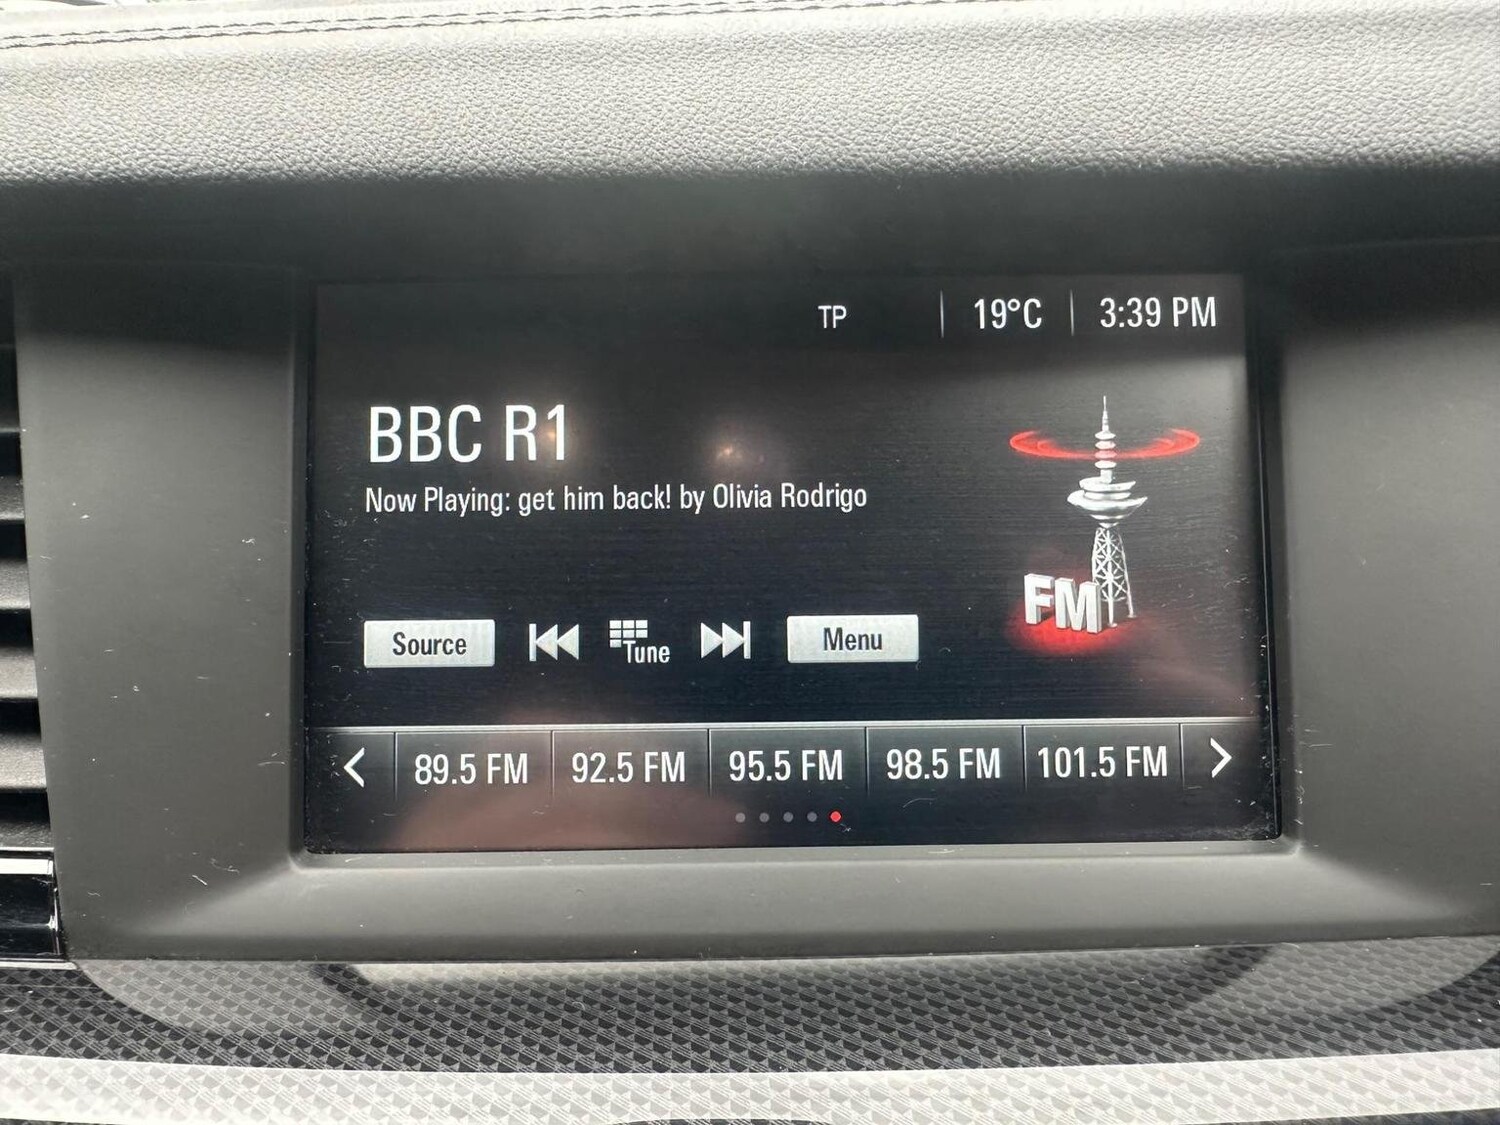 TP 19°C 3:39 PM
BBC R1
Now Playing: get him back! by Olivia Rodrigo
FM
Source Tune Menu
89.5 FM 92.5 FM 95.5 FM 98.5 FM 101.5 FM